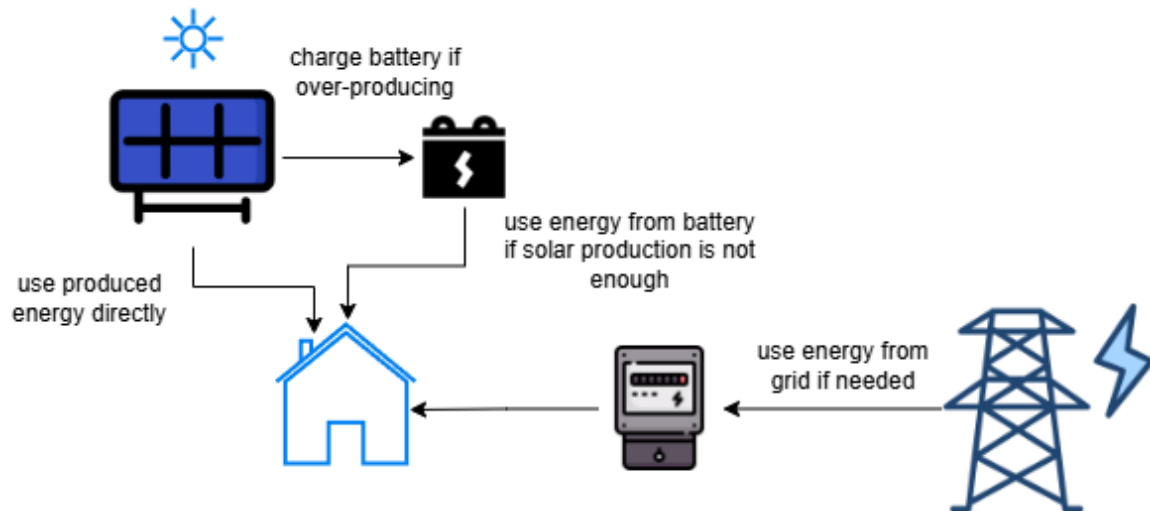 charge battery if
over-producing
use energy from battery
if solar production is not
enough
use produced
energy directly
use energy from
grid if needed